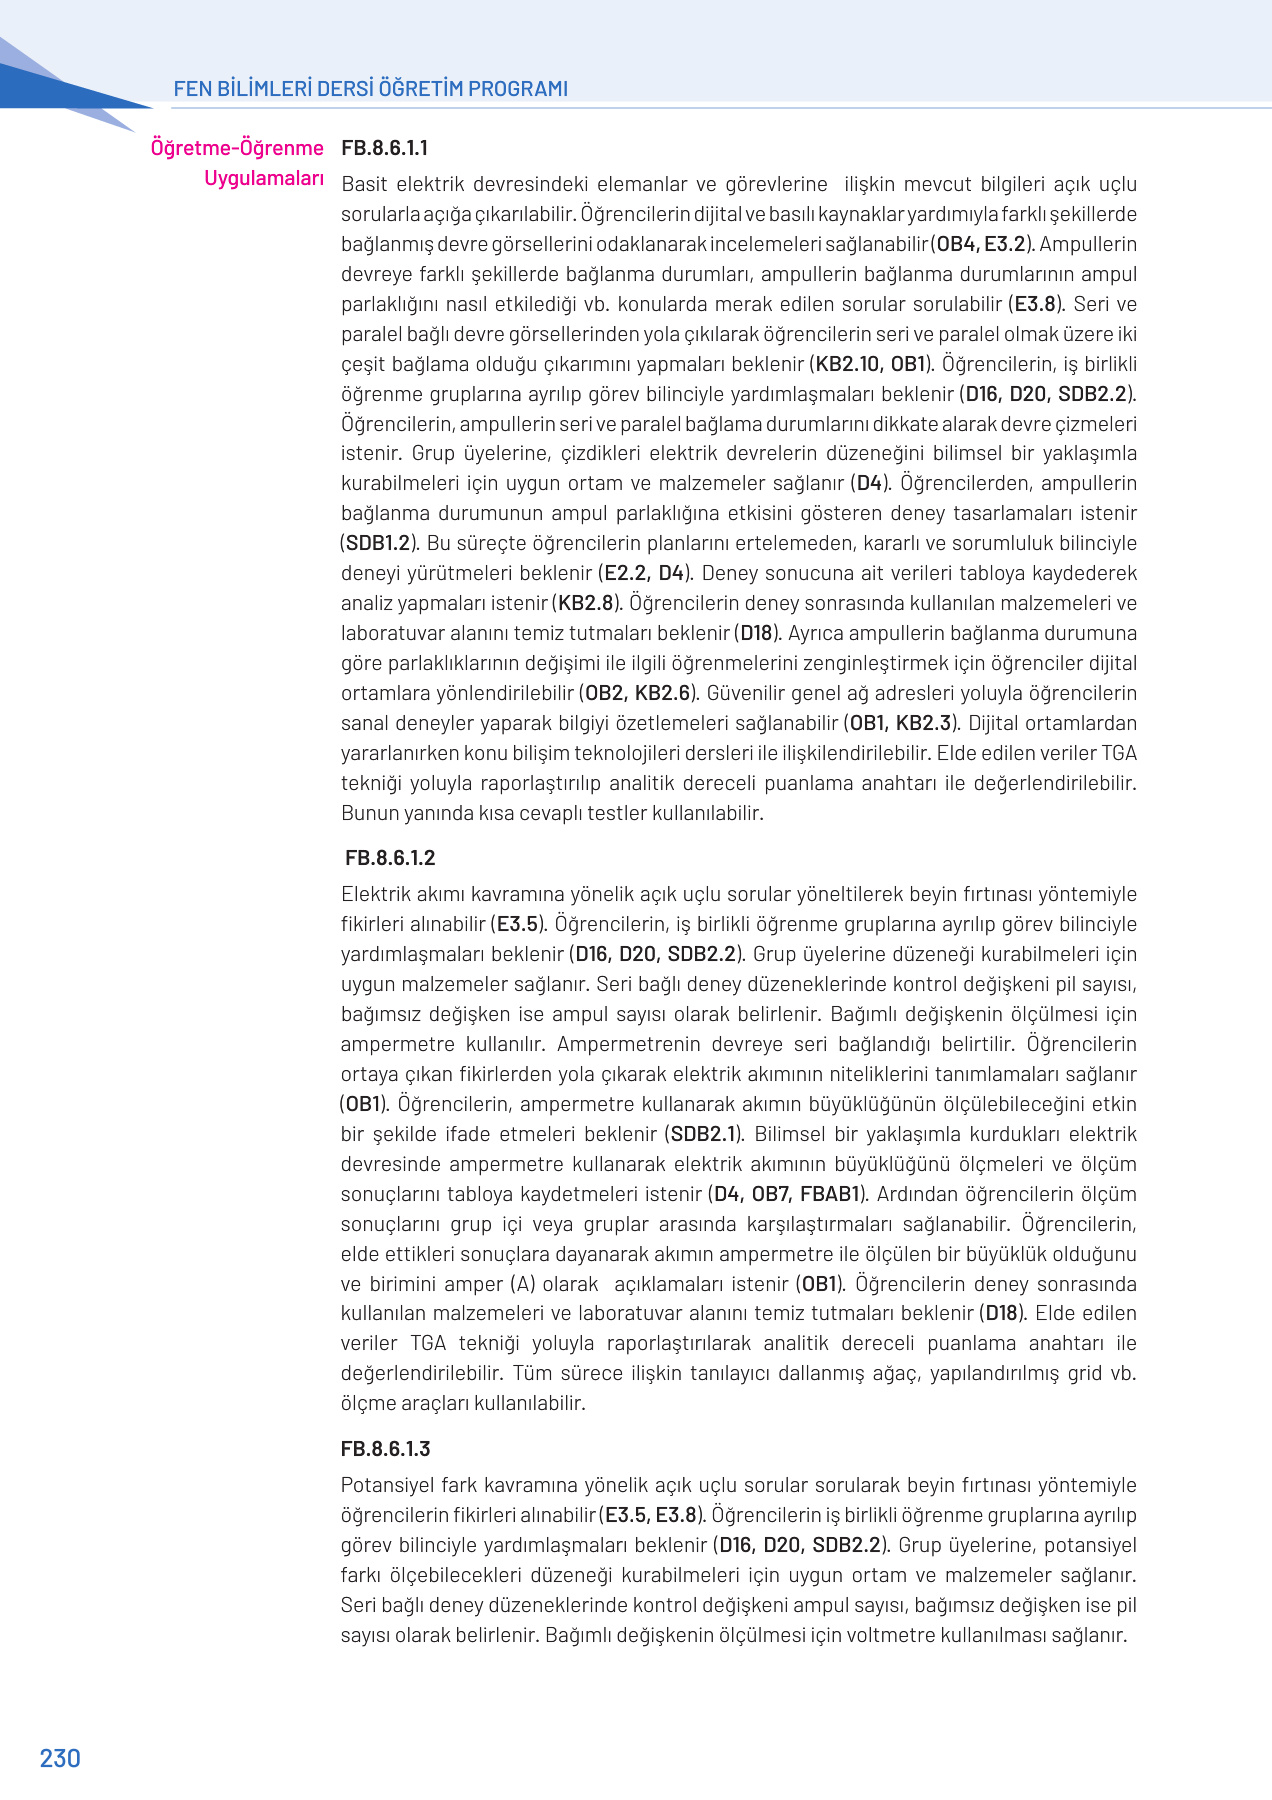 FEN BİLİMLERİ DERSİ ÖĞRETİM PROGRAMI
Öğretme-Öğrenme
Uygulamaları
FB.8.6.1.1
Basit elektrik devresindeki elemanlar ve görevlerine ilişkin mevcut bilgileri açık uçlu
sorularla açığa çıkarılabilir. Öğrencilerin dijital ve basılı kaynaklar yardımıyla farklı şekillerde
bağlanmış devre görsellerini odaklanarak incelemeleri sağlanabilir (OB4, E3.2). Ampullerin
devreye farklı şekillerde bağlanma durumları, ampullerin bağlanma durumlarının ampul
parlaklığını nasıl etkilediği vb. konularda merak edilen sorular sorulabilir (E3.8). Seri ve
paralel bağlı devre görsellerinden yola çıkılarak öğrencilerin seri ve paralel olmak üzere iki
çeşit bağlama olduğu çıkarımını yapmaları beklenir (KB2.10, OB1). Öğrencilerin, iş birlikli
öğrenme gruplarına ayrılıp görev bilinciyle yardımlaşmaları beklenir (D16, D20, SDB2.2).
Öğrencilerin, ampullerin seri ve paralel bağlama durumlarını dikkate alarak devre çizmeleri
istenir. Grup üyelerine, çizdikleri elektrik devrelerin düzeneğini bilimsel bir yaklaşımla
kurabilmeleri için uygun ortam ve malzemeler sağlanır (D4). Öğrencilerden, ampullerin
bağlanma durumunun ampul parlaklığına etkisini gösteren deney tasarlamaları istenir
(SDB1.2). Bu süreçte öğrencilerin planlarını ertelemeden, kararlı ve sorumluluk bilinciyle
deneyi yürütmeleri beklenir (E2.2, D4). Deney sonucuna ait verileri tabloya kaydederek
analiz yapmaları istenir (KB2.8). Öğrencilerin deney sonrasında kullanılan malzemeleri ve
laboratuvar alanını temiz tutmaları beklenir (D18). Ayrıca ampullerin bağlanma durumuna
göre parlaklıklarının değişimi ile ilgili öğrenmelerini zenginleştirmek için öğrenciler dijital
ortamlara yönlendirilebilir (OB2, KB2.6). Güvenilir genel ağ adresleri yoluyla öğrencilerin
sanal deneyler yaparak bilgiyi özetlemeleri sağlanabilir (OB1, KB2.3). Dijital ortamlardan
yararlanırken konu bilişim teknolojileri dersleri ile ilişkilendirilebilir. Elde edilen veriler TGA
tekniği yoluyla raporlaştırılıp analitik dereceli puanlama anahtarı ile değerlendirilebilir.
Bunun yanında kısa cevaplı testler kullanılabilir.
FB.8.6.1.2
Elektrik akımı kavramına yönelik açık uçlu sorular yöneltilerek beyin fırtınası yöntemiyle
fikirleri alınabilir (E3.5). Öğrencilerin, iş birlikli öğrenme gruplarına ayrılıp görev bilinciyle
yardımlaşmaları beklenir (D16, D20, SDB2.2). Grup üyelerine düzeneği kurabilmeleri için
uygun malzemeler sağlanır. Seri bağlı deney düzeneklerinde kontrol değişkeni pil sayısı,
bağımsız değişken ise ampul sayısı olarak belirlenir. Bağımlı değişkenin ölçülmesi için
ampermetre kullanılır. Ampermetrenin devreye seri bağlandığı belirtilir. Öğrencilerin
ortaya çıkan fikirlerden yola çıkarak elektrik akımının niteliklerini tanımlamaları sağlanır
(OB1). Öğrencilerin, ampermetre kullanarak akımın büyüklüğünün ölçülebileceğini etkin
bir şekilde ifade etmeleri beklenir (SDB2.1). Bilimsel bir yaklaşımla kurdukları elektrik
devresinde ampermetre kullanarak elektrik akımının büyüklüğünü ölçmeleri ve ölçüm
sonuçlarını tabloya kaydetmeleri istenir (D4, OB7, FBAB1). Ardından öğrencilerin ölçüm
sonuçlarını grup içi veya gruplar arasında karşılaştırmaları sağlanabilir. Öğrencilerin,
elde ettikleri sonuçlara dayanarak akımın ampermetre ile ölçülen bir büyüklük olduğunu
ve birimini amper (A) olarak açıklamaları istenir (OB1). Öğrencilerin deney sonrasında
kullanılan malzemeleri ve laboratuvar alanını temiz tutmaları beklenir (D18). Elde edilen
veriler TGA tekniği yoluyla raporlaştırılarak analitik dereceli puanlama anahtarı ile
değerlendirilebilir. Tüm sürece ilişkin tanılayıcı dallanmış ağaç, yapılandırılmış grid vb.
ölçme araçları kullanılabilir.
FB.8.6.1.3
Potansiyel fark kavramına yönelik açık uçlu sorular sorularak beyin fırtınası yöntemiyle
öğrencilerin fikirleri alınabilir (E3.5, E3.8). Öğrencilerin iş birlikli öğrenme gruplarına ayrılıp
görev bilinciyle yardımlaşmaları beklenir (D16, D20, SDB2.2). Grup üyelerine, potansiyel
farkı ölçebilecekleri düzeneği kurabilmeleri için uygun ortam ve malzemeler sağlanır.
Seri bağlı deney düzeneklerinde kontrol değişkeni ampul sayısı, bağımsız değişken ise pil
sayısı olarak belirlenir. Bağımlı değişkenin ölçülmesi için voltmetre kullanılması sağlanır.
230